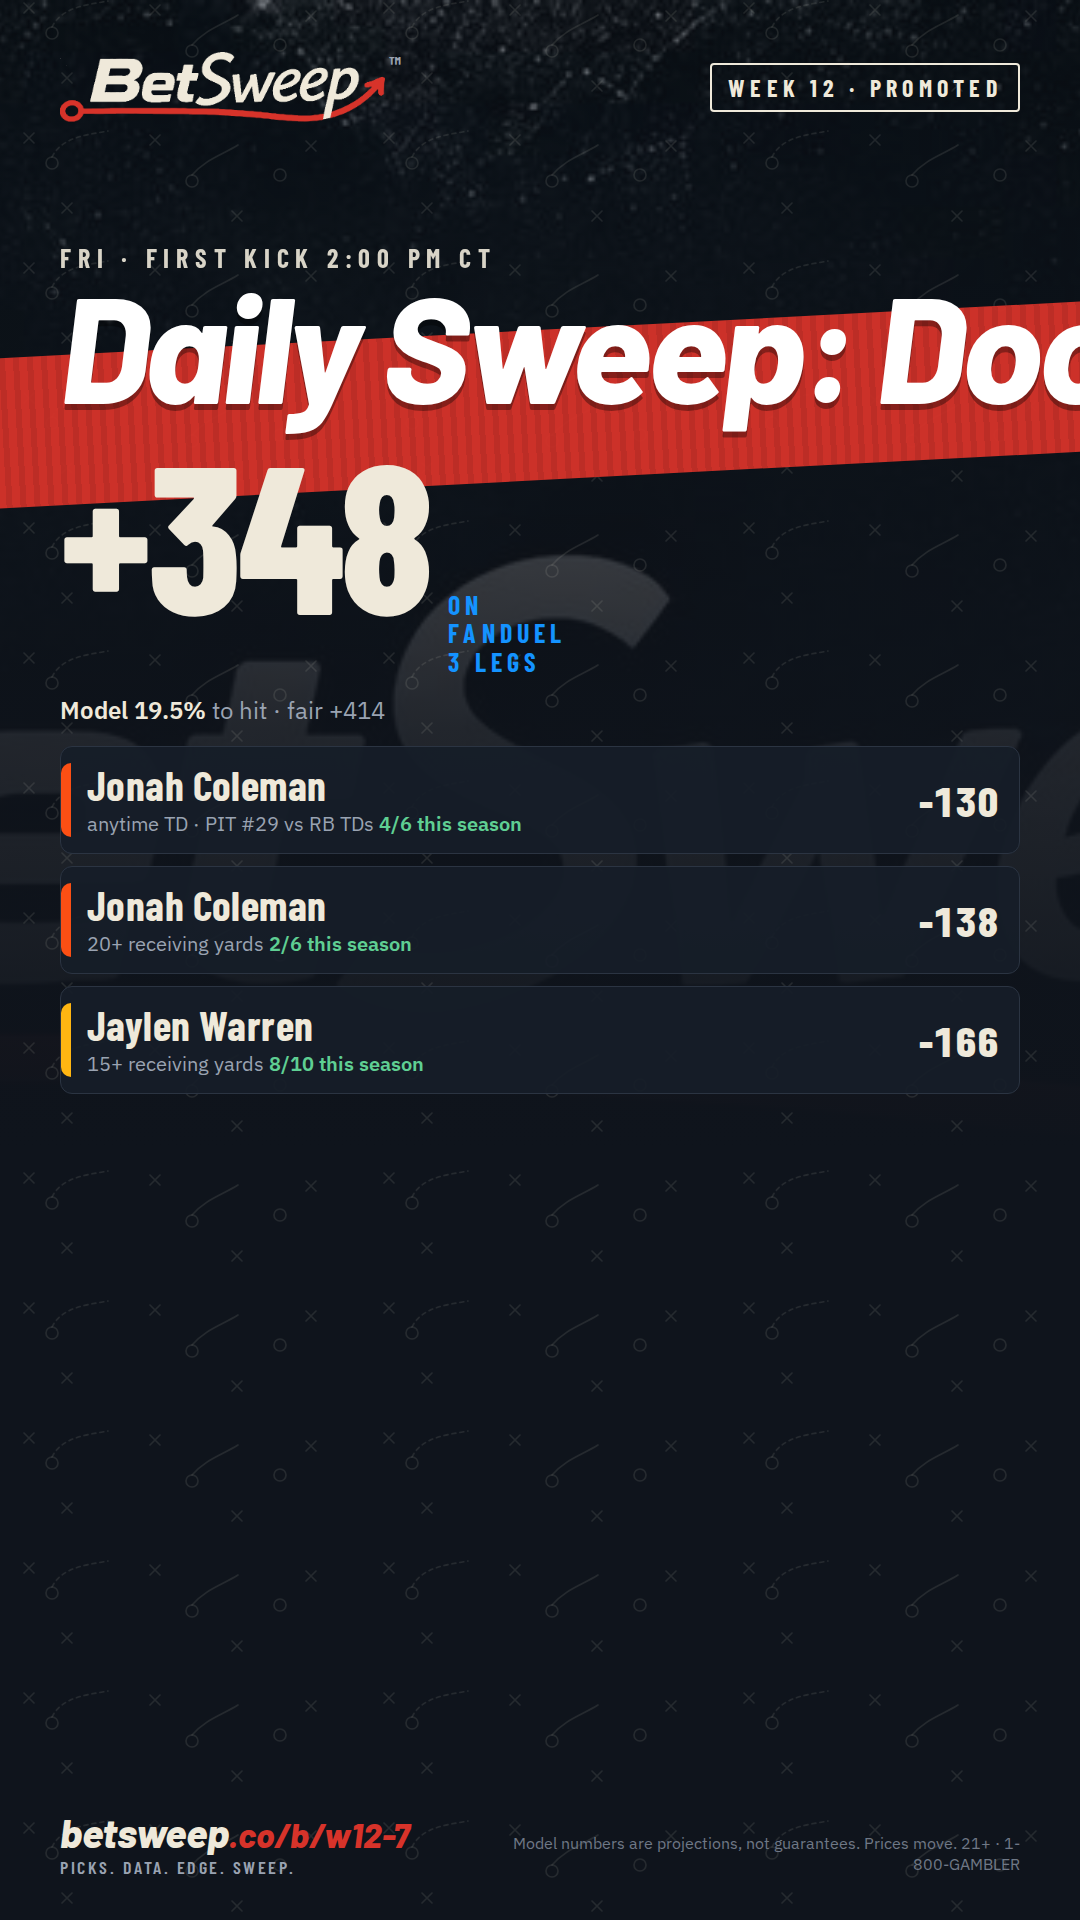 BetSweep™
WEEK 12 · PROMOTED
FRI · FIRST KICK 2:00 PM CT
Daily Sweep: Doo
+348
ON
FANDUEL
3 LEGS
Model 19.5% to hit · fair +414
Jonah Coleman
anytime TD · PIT #29 vs RB TDs 4/6 this season
-130
Jonah Coleman
20+ receiving yards 2/6 this season
-138
Jaylen Warren
15+ receiving yards 8/10 this season
-166
betsweep.co/b/w12-7
PICKS. DATA. EDGE. SWEEP.
Model numbers are projections, not guarantees. Prices move. 21+ · 1-
800-GAMBLER